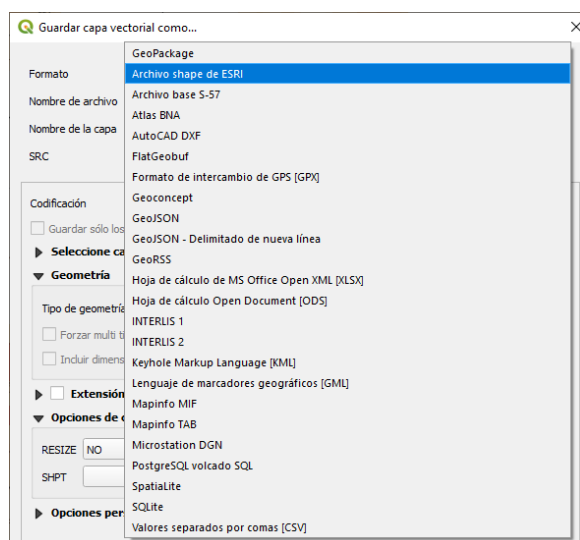 Guardar capa vectorial como...
Formato
Nombre de archivo
Nombre de la capa
SRC
GeoPackage
Archivo shape de ESRI
Archivo base S-57
Atlas BNA
AutoCAD DXF
FlatGeobuf
Formato de intercambio de GPS [GPX]
Geoconcept
GeoJSON
GeoJSON - Delimitado de nueva línea
GeoRSS
Hoja de cálculo de MS Office Open XML [XLSX]
Hoja de cálculo Open Document [ODS]
INTERLIS 1
INTERLIS 2
Keyhole Markup Language [KML]
Lenguaje de marcadores geográficos [GML]
Mapinfo MIF
Mapinfo TAB
Microstation DGN
PostgreSQL volcado SQL
SpatiaLite
SQLite
Valores separados por comas [CSV]
Codificación
Guardar sólo los
Seleccione ca
Geometría
Tipo de geometría
Forzar multi ti
Incluir dimens
Extensión
Opciones de c
RESIZE NO
SHPT
Opciones per